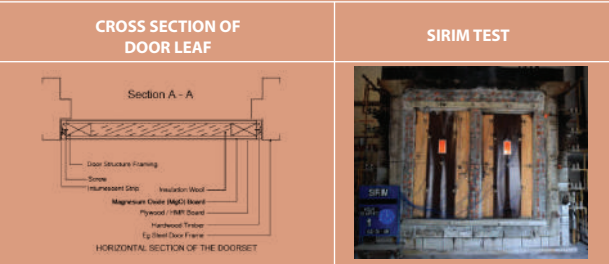 CROSS SECTION OF
DOOR LEAF
SIRIM TEST
Section A - A
Door Structure Framing
Screw
Intumescent Strip
Insulation Wool
Magnesium Oxide (MgO) Board
Plywood / HMR Board
Hardwood Timber
Eg.Steel Door Frame
HORIZONTAL SECTION OF THE DOORSET
SIRIM